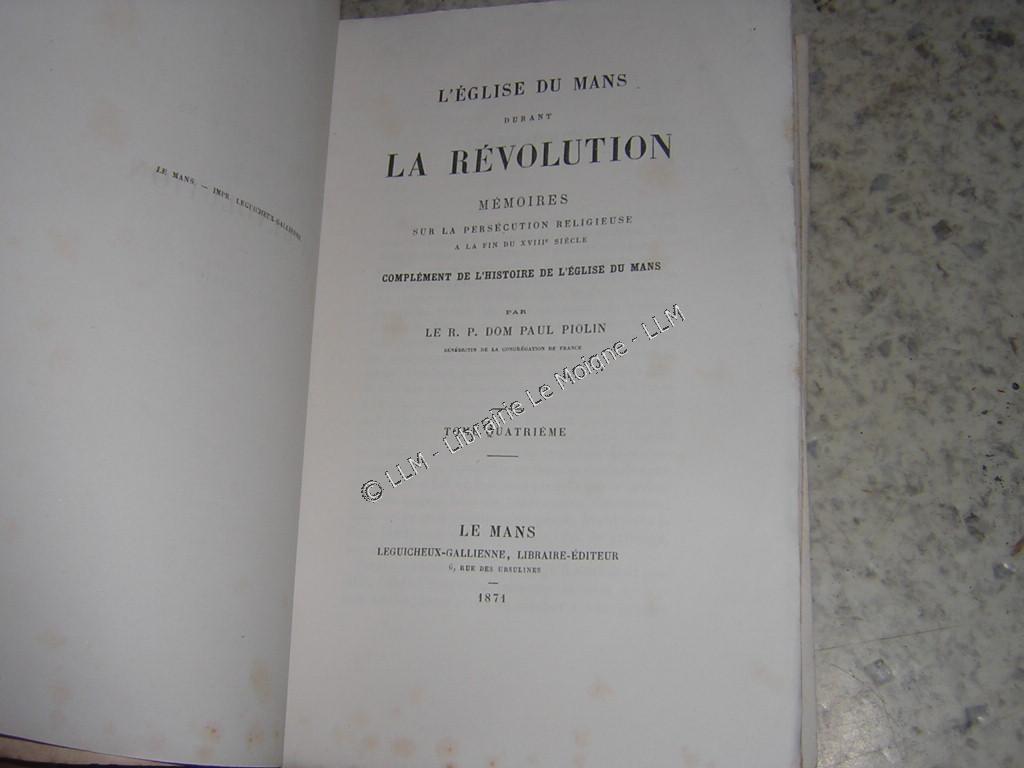 LE MANS. — IMPR. LEGUICHEUX-GALLIENNE
L'ÉGLISE DU MANS
DURANT
LA RÉVOLUTION
MÉMOIRES
SUR LA PERSÉCUTION RELIGIEUSE
A LA FIN DU XVIIIe SIÈCLE
COMPLÉMENT DE L'HISTOIRE DE L'ÉGLISE DU MANS
PAR
LE R. P. DOM PAUL PIOLIN
BÉNÉDICTIN DE LA CONGRÉGATION DE FRANCE
TOME QUATRIÈME
© LLM - Librairie Le Moigne - LLM
LE MANS
LEGUICHEUX-GALLIENNE, LIBRAIRE-ÉDITEUR
6, RUE DES URSULINES
1871